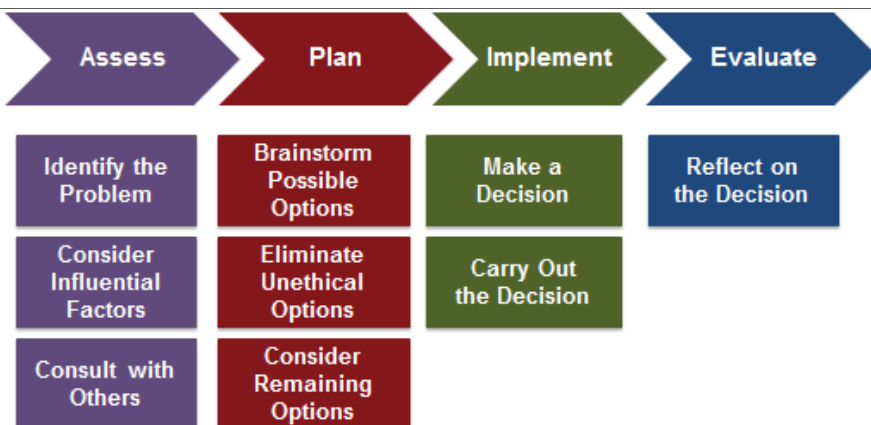 Assess
Plan
Implement
Evaluate
Identify the
Problem
Consider
Influential
Factors
Consult with
Others
Brainstorm
Possible
Options
Eliminate
Unethical
Options
Consider
Remaining
Options
Make a
Decision
Carry Out
the Decision
Reflect on
the Decision